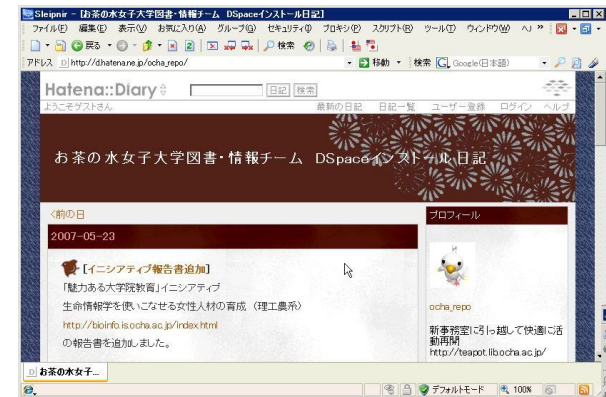 Sleipnir - [お茶の水女子大学図書・情報チーム DSpaceインストール日記]
ファイル(F) 編集(E) 表示(V) お気に入り(A) グループ(G) セキュリティ(I) プロキシ(P) スクリプト(R) ツール(T) ウィンドウ(W) ヘル »
戻る 検索
アドレス http://d.hatena.ne.jp/ocha_repo/ 移動 検索 Google(日本語)
Hatena::Diary 日記 検索
ようこそゲストさん 最新の日記 日記一覧 ユーザー登録 ログイン ヘルプ
お茶の水女子大学図書・情報チーム DSpaceインストール日記
<前の日
プロフィール
2007-05-23
[イニシアティブ報告書追加]
「魅力ある大学院教育」イニシアティブ
生命情報学を使いこなせる女性人材の育成（理工農系）
http://bioinfo.is.ocha.ac.jp/index.html
の報告書を追加しました。
ocha_repo
新事務室に引っ越して快適に活
動再開
http://teapot.lib.ocha.ac.jp/
お茶の水女子...
デフォルトモード 100%